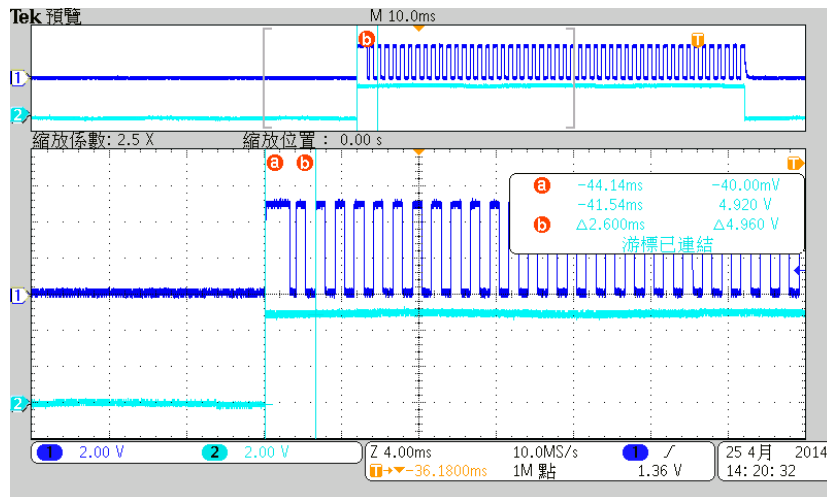 Tek 預覽 M 10.0ms
b
T
1
2
縮放係數: 2.5 X 縮放位置: 0.00 s
a b T
a -44.14ms -40.00mV
-41.54ms 4.920 V
b △2.600ms △4.960 V
游標已連結
1
2
1 2.00 V 2 2.00 V Z 4.00ms 10.0MS/s 1 25 4月 2014
T→▼-36.1800ms 1M 點 1.36 V 14:20:32